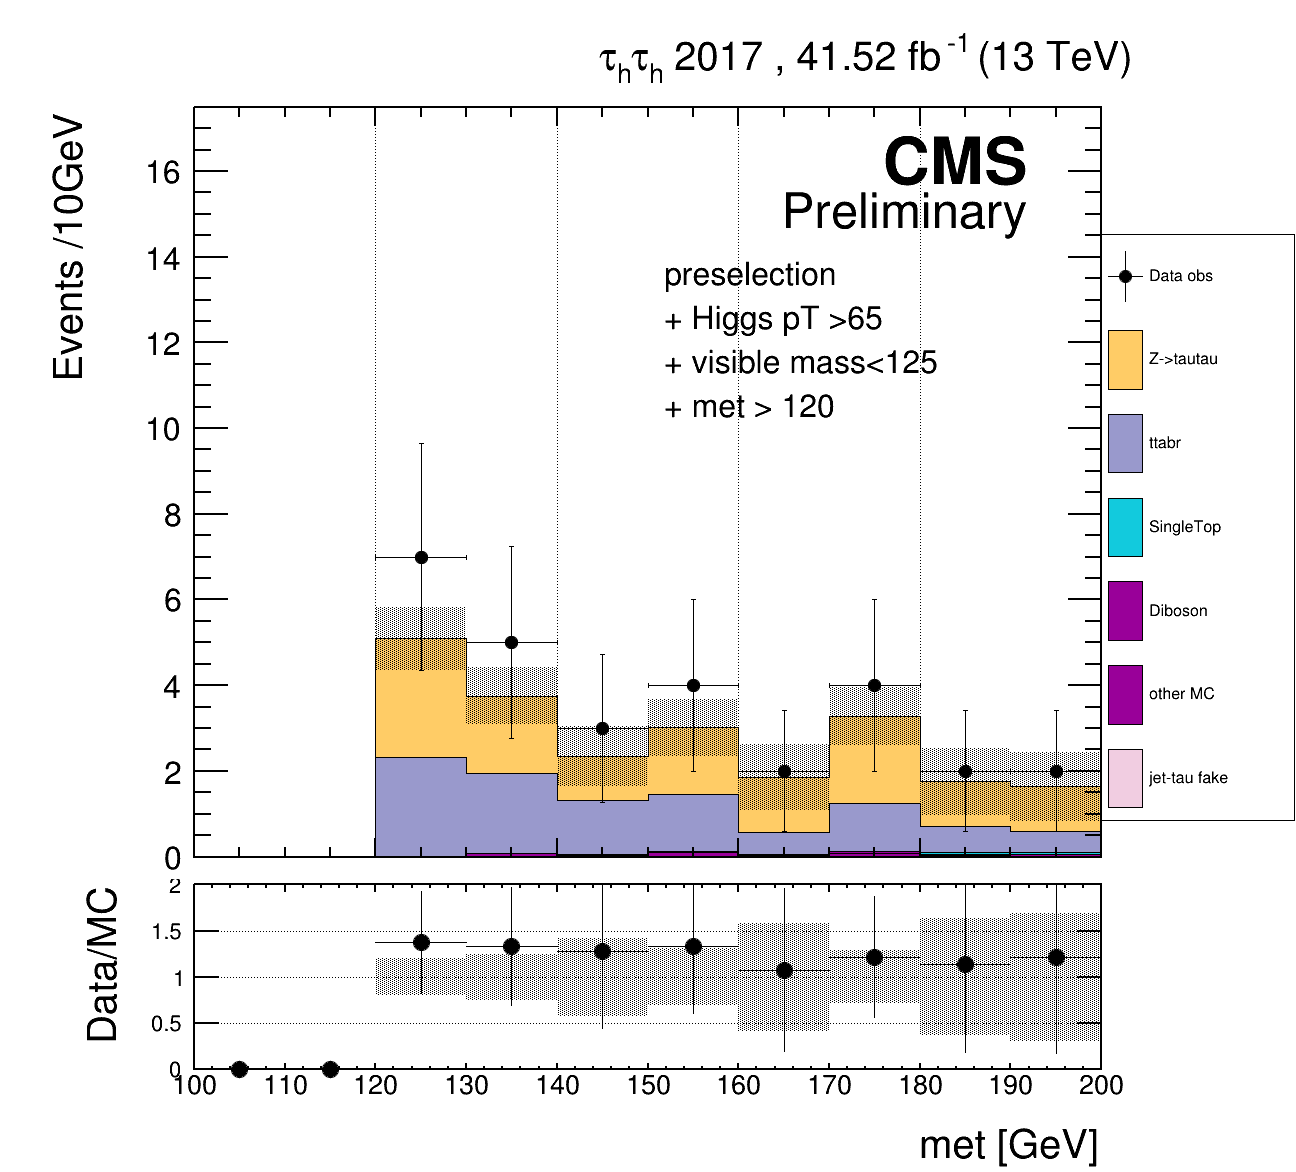 τhτh 2017 , 41.52 fb-1 (13 TeV)
Events /10GeV
16
14
12
10
8
6
4
2
0
CMS
Preliminary
preselection
+ Higgs pT >65
+ visible mass<125
+ met > 120
Data obs
Z->tautau
ttabr
SingleTop
Diboson
other MC
jet-tau fake
Data/MC
2
1.5
1
0.5
0
100 110 120 130 140 150 160 170 180 190 200
met [GeV]